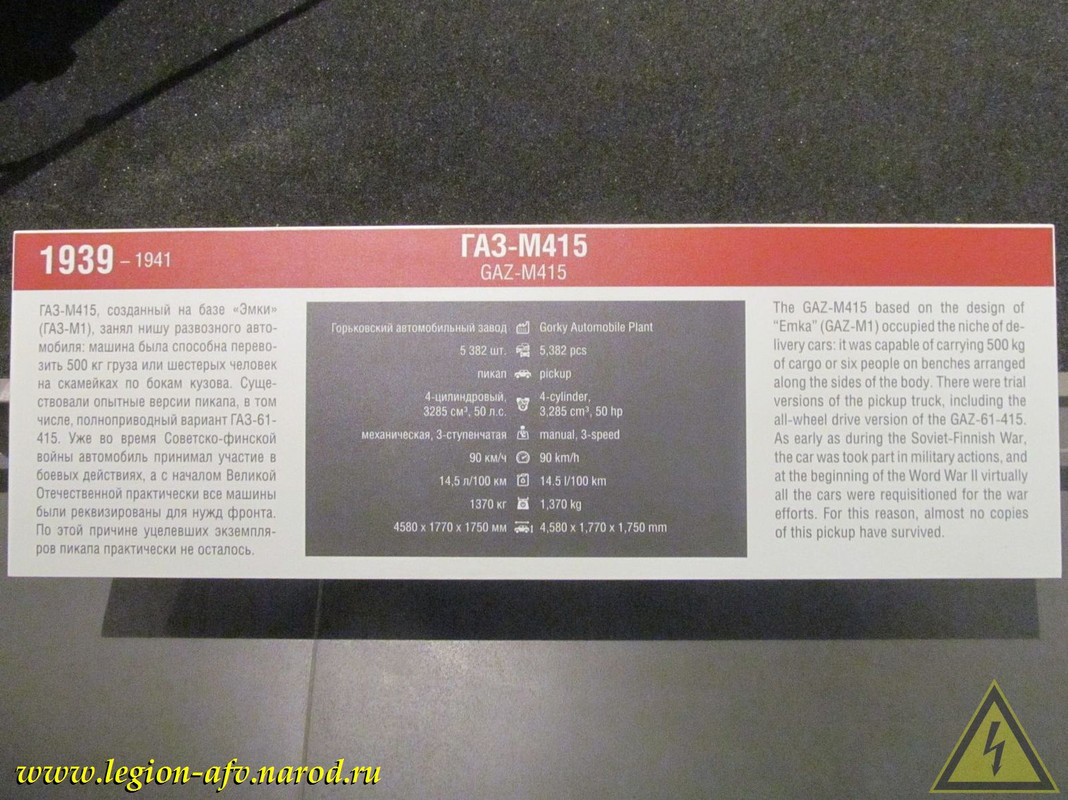 1939 – 1941
ГАЗ-М415
GAZ-M415
ГАЗ-М415, созданный на базе «Эмки»
(ГАЗ-М1), занял нишу развозного авто-
мобиля: машина была способна перево-
зить 500 кг груза или шестерых человек
на скамейках по бокам кузова. Суще-
ствовали опытные версии пикапа, в том
числе, полноприводный вариант ГАЗ-61-
415. Уже во время Советско-финской
войны автомобиль принимал участие в
боевых действиях, а с началом Великой
Отечественной практически все машины
были реквизированы для нужд фронта.
По этой причине уцелевших экземпля-
ров пикапа практически не осталось.
Горьковский автомобильный завод Gorky Automobile Plant
5 382 шт. 5,382 pcs
пикап pickup
4-цилиндровый, 4-cylinder,
3285 см³, 50 л.с. 3,285 cm³, 50 hp
механическая, 3-ступенчатая manual, 3-speed
90 км/ч 90 km/h
14,5 л/100 км 14.5 l/100 km
1370 кг 1,370 kg
4580 x 1770 x 1750 мм 4,580 x 1,770 x 1,750 mm
The GAZ-M415 based on the design of
“Emka” (GAZ-M1) occupied the niche of de-
livery cars: it was capable of carrying 500 kg
of cargo or six people on benches arranged
along the sides of the body. There were trial
versions of the pickup truck, including the
all-wheel drive version of the GAZ-61-415.
As early as during the Soviet-Finnish War,
the car was took part in military actions, and
at the beginning of the Word War II virtually
all the cars were requisitioned for the war
efforts. For this reason, almost no copies
of this pickup have survived.
www.legion-afv.narod.ru